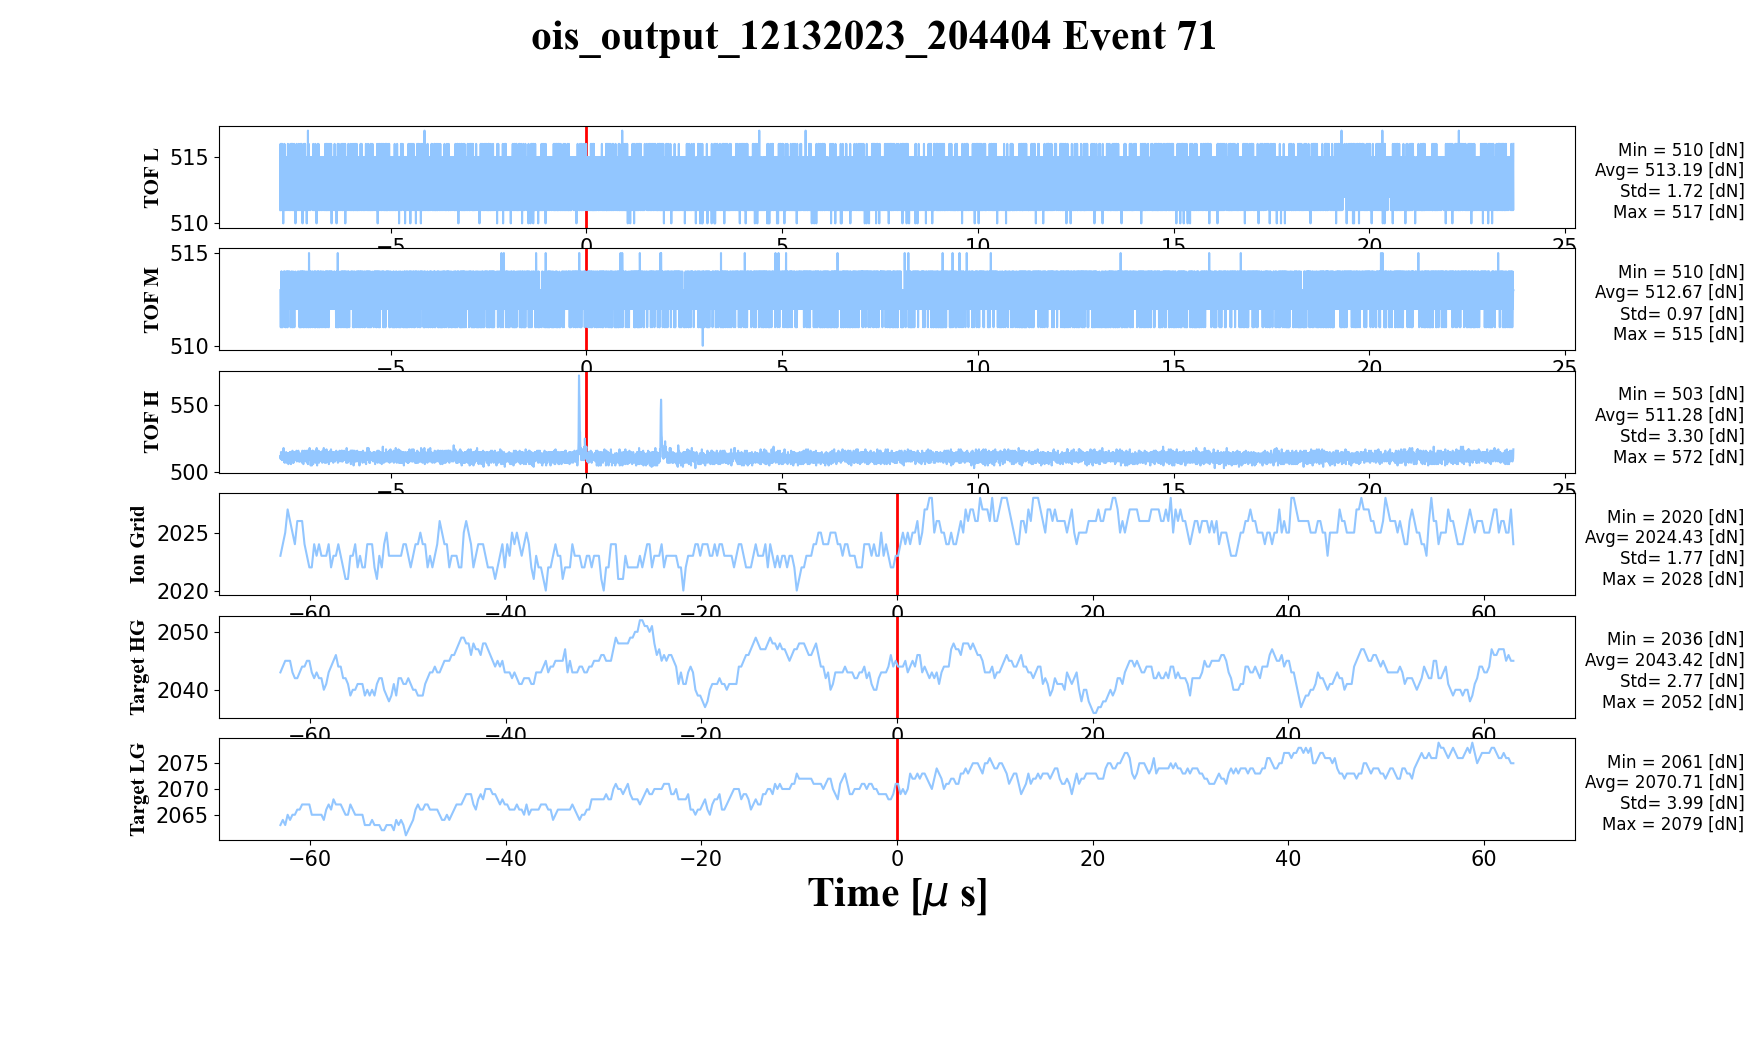 ois_output_12132023_204404 Event 71
TOF L
515
510
Min = 510 [dN]
Avg= 513.19 [dN]
Std= 1.72 [dN]
Max = 517 [dN]
−5 0 5 10 15 20 25
TOF M
515
510
Min = 510 [dN]
Avg= 512.67 [dN]
Std= 0.97 [dN]
Max = 515 [dN]
−5 0 5 10 15 20 25
TOF H
550
500
Min = 503 [dN]
Avg= 511.28 [dN]
Std= 3.30 [dN]
Max = 572 [dN]
−5 0 5 10 15 20 25
Ion Grid
2025
2020
Min = 2020 [dN]
Avg= 2024.43 [dN]
Std= 1.77 [dN]
Max = 2028 [dN]
−60 −40 −20 0 20 40 60
Target HG
2050
2040
Min = 2036 [dN]
Avg= 2043.42 [dN]
Std= 2.77 [dN]
Max = 2052 [dN]
−60 −40 −20 0 20 40 60
Target LG
2075
2070
2065
Min = 2061 [dN]
Avg= 2070.71 [dN]
Std= 3.99 [dN]
Max = 2079 [dN]
−60 −40 −20 0 20 40 60
Time [μ s]